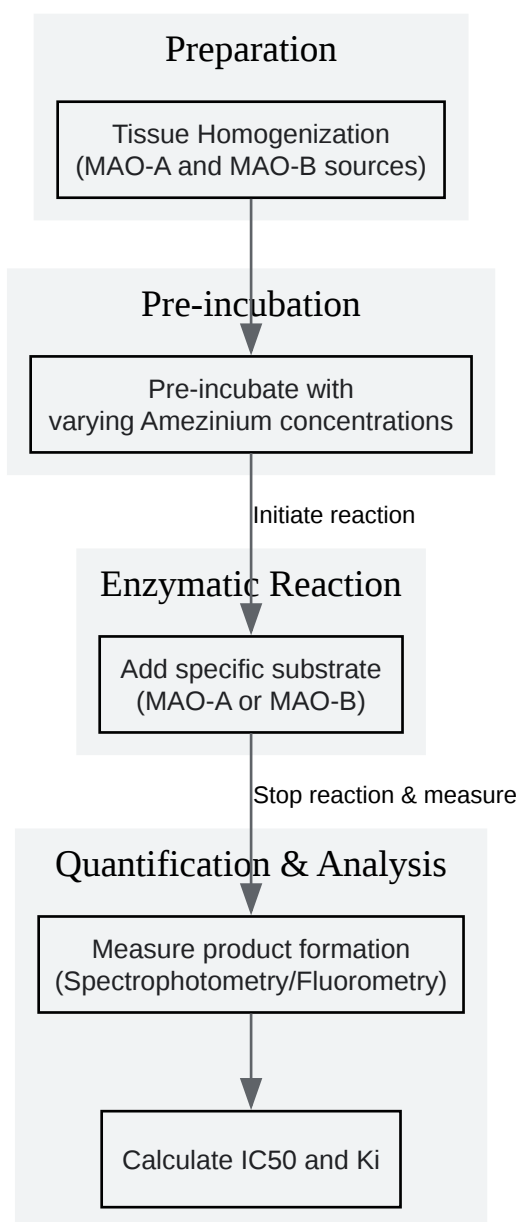 Preparation
Tissue Homogenization
(MAO-A and MAO-B sources)
Pre-incubation
Pre-incubate with
varying Amezinium concentrations
Initiate reaction
Enzymatic Reaction
Add specific substrate
(MAO-A or MAO-B)
Stop reaction & measure
Quantification & Analysis
Measure product formation
(Spectrophotometry/Fluorometry)
Calculate IC50 and Ki